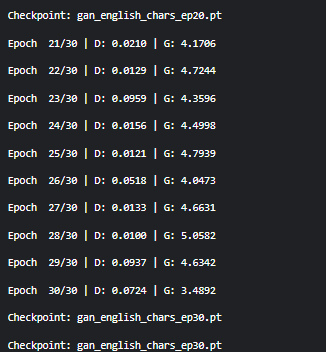 Checkpoint: gan_english_chars_ep20.pt
Epoch 21/30 | D: 0.0210 | G: 4.1706
Epoch 22/30 | D: 0.0129 | G: 4.7244
Epoch 23/30 | D: 0.0959 | G: 4.3596
Epoch 24/30 | D: 0.0156 | G: 4.4998
Epoch 25/30 | D: 0.0121 | G: 4.7939
Epoch 26/30 | D: 0.0518 | G: 4.0473
Epoch 27/30 | D: 0.0133 | G: 4.6631
Epoch 28/30 | D: 0.0100 | G: 5.0582
Epoch 29/30 | D: 0.0937 | G: 4.6342
Epoch 30/30 | D: 0.0724 | G: 3.4892
Checkpoint: gan_english_chars_ep30.pt
Checkpoint: gan_english_chars_ep30.pt